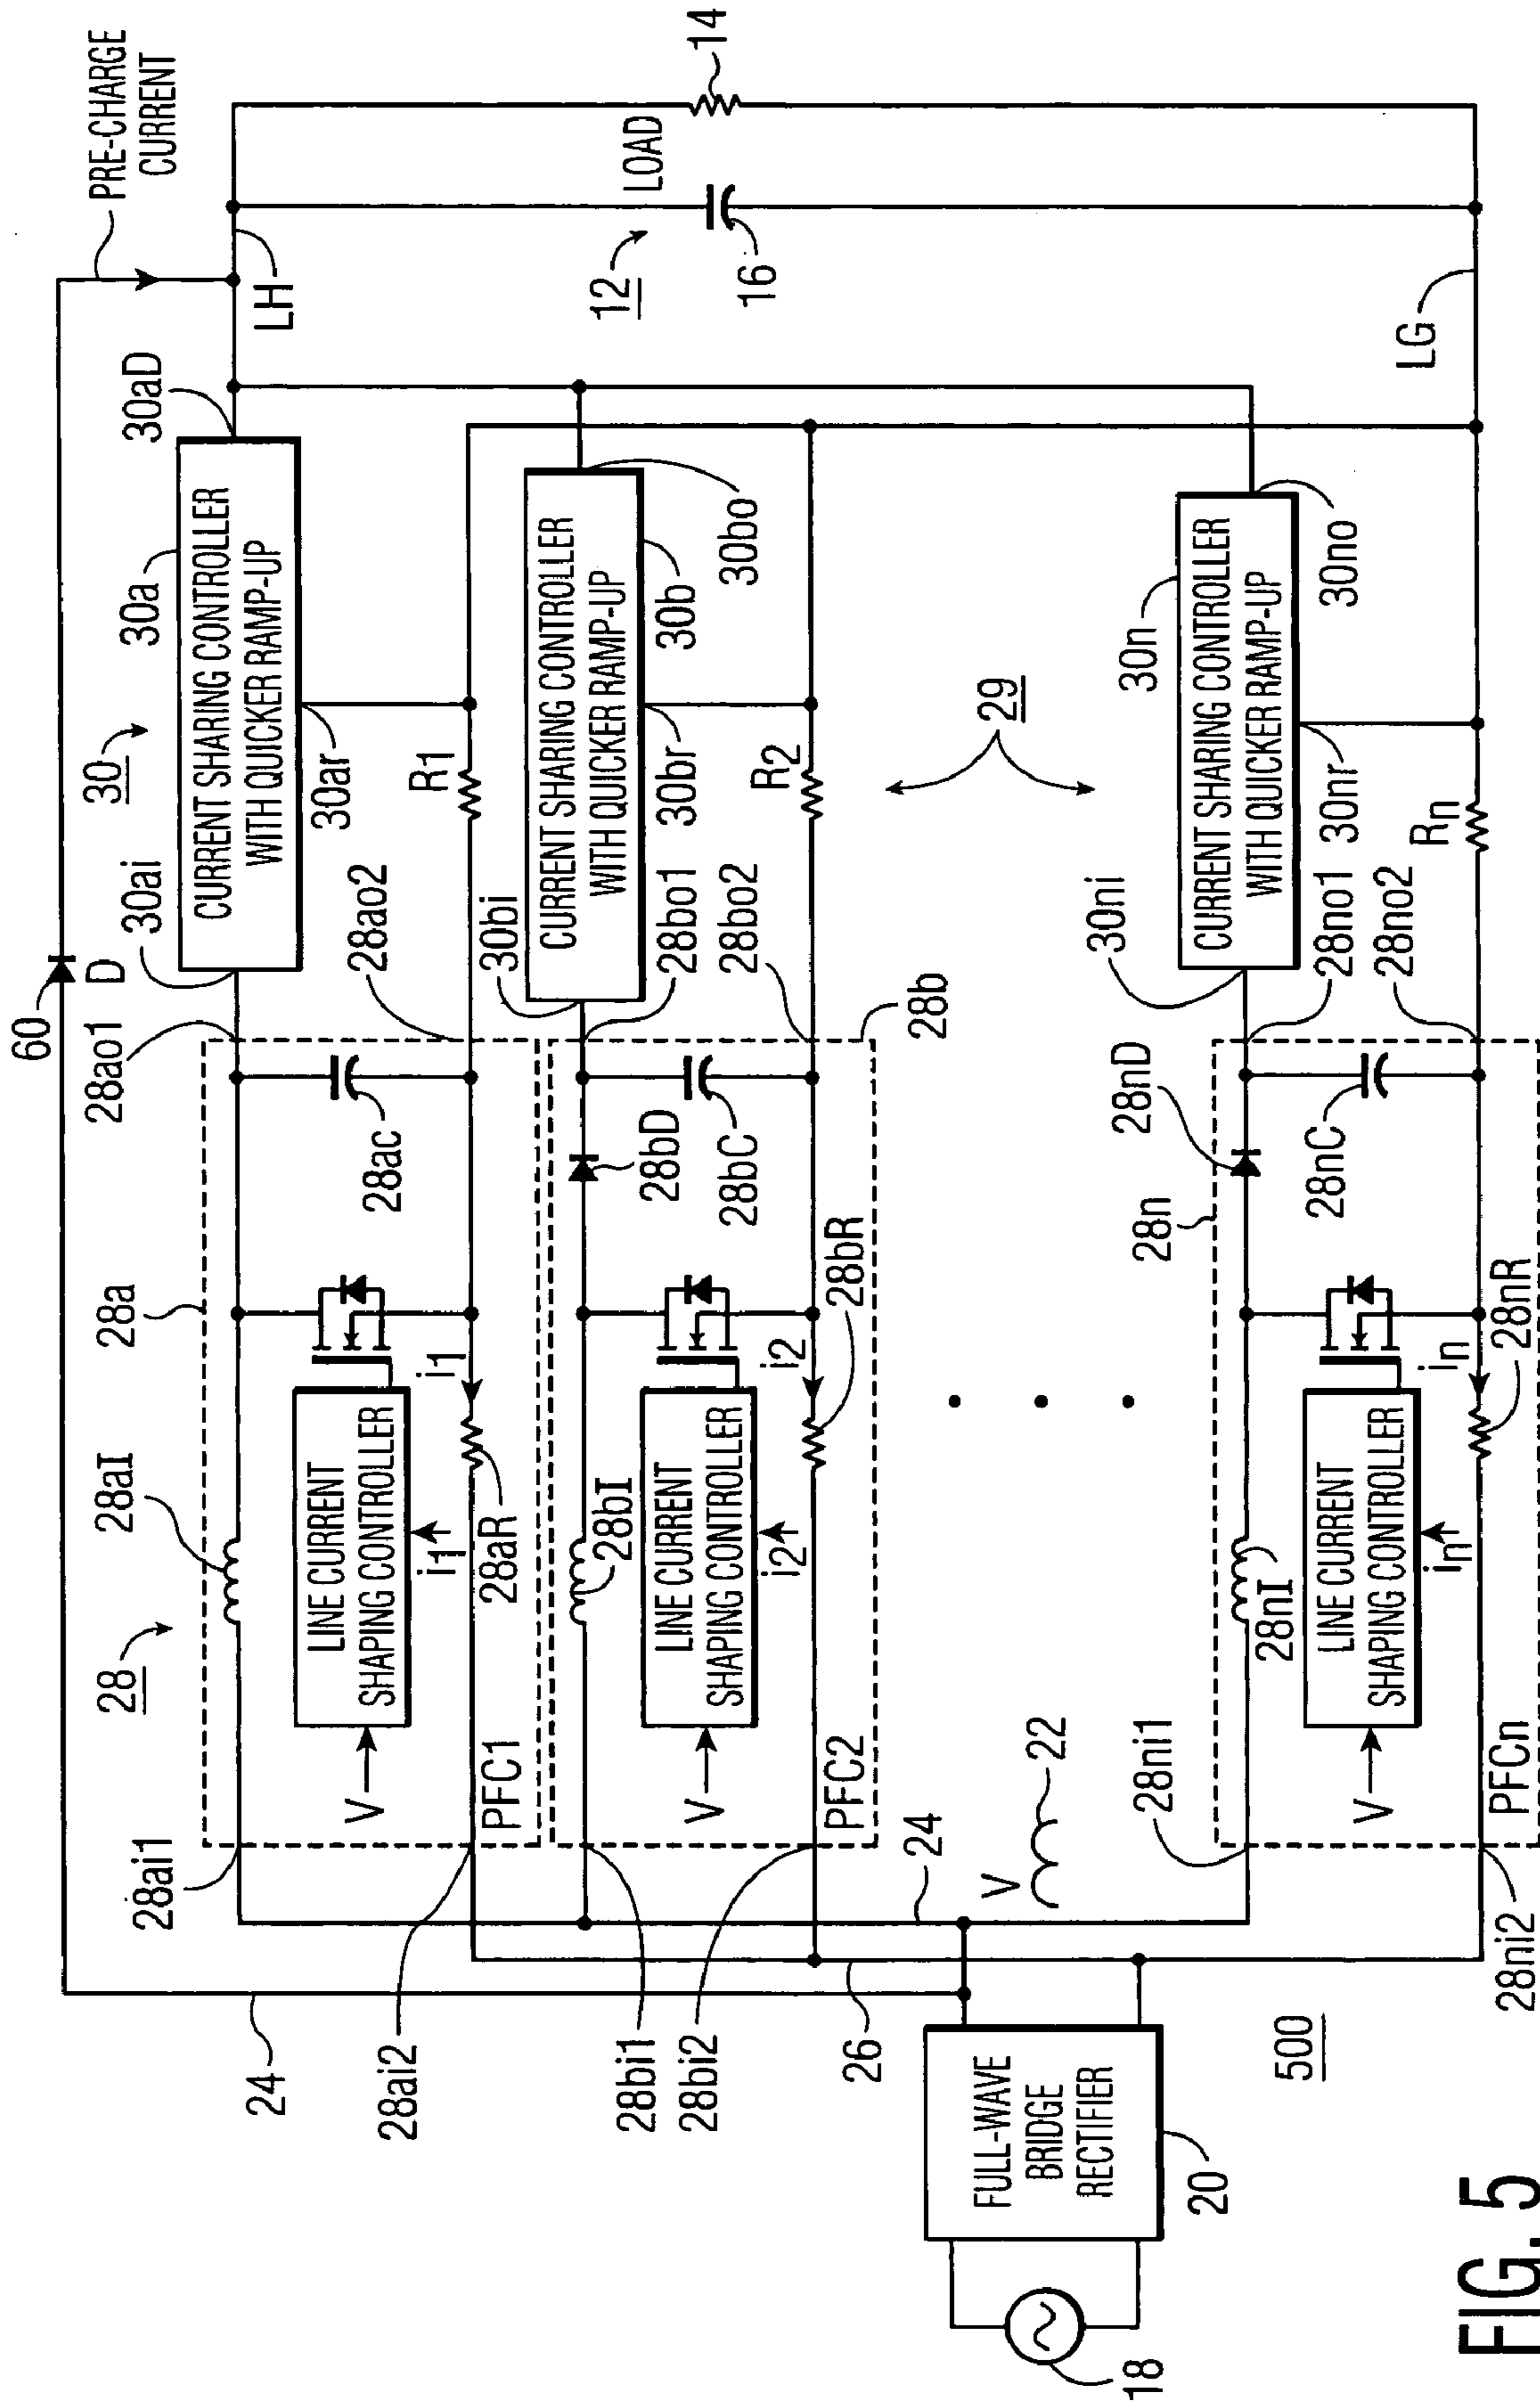 PRE-CHARGE
CURRENT
60
D
24
30
30a
30aD
LH
28ao1
30ai
CURRENT SHARING CONTROLLER
WITH QUICKER RAMP-UP
30ar
28
28aI
28a
28ai1
V
LINE CURRENT
SHAPING CONTROLLER
i1
i1
28aR
28ac
28ao2
R1
PFC1
28ai2
LOAD
14
12
16
30bi
28bo1
28bo2
CURRENT SHARING CONTROLLER
WITH QUICKER RAMP-UP
30bo
30b
30br
R2
28bI
28bD
28bC
28b
V
LINE CURRENT
SHAPING CONTROLLER
i2
i2
28bR
PFC2
28bi1
28bi2
26
24
V
22
29
FULL-WAVE
BRIDGE
RECTIFIER
20
18
28ni1
28n
28nD
28nC
30ni
28no1
28no2
30n
CURRENT SHARING CONTROLLER
WITH QUICKER RAMP-UP
30no
30nr
Rn
LG
28nI
V
LINE CURRENT
SHAPING CONTROLLER
in
in
28nR
PFCn
28ni2
500
FIG. 5